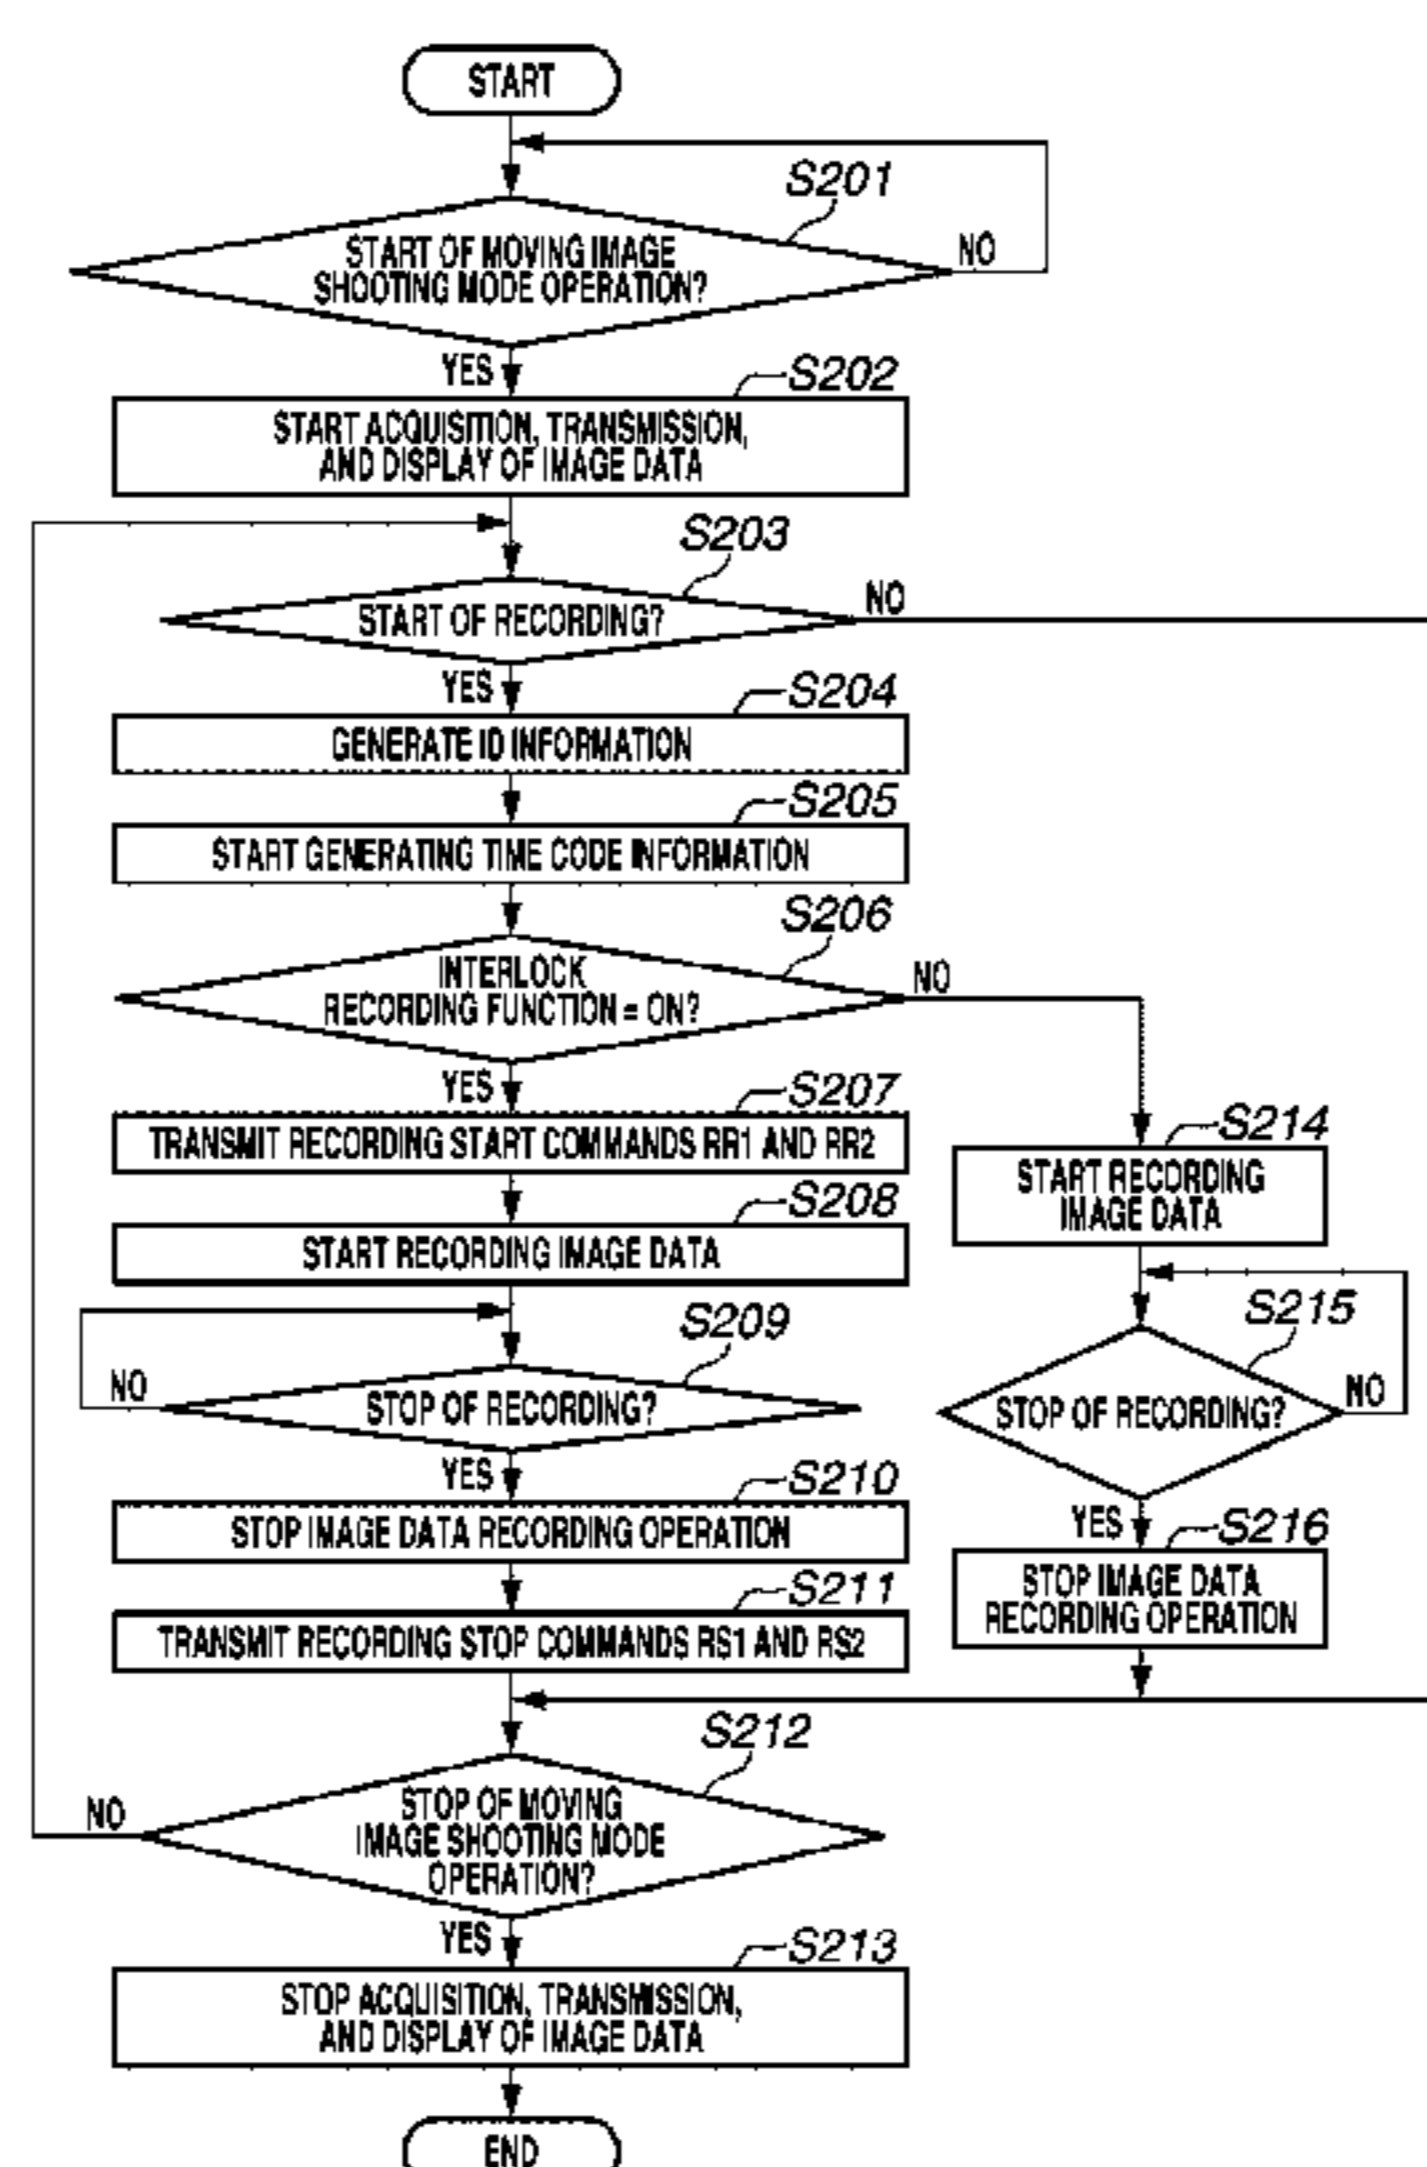 START
S201
START OF MOVING IMAGE
SHOOTING MODE OPERATION?
NO
YES
S202
START ACQUISITION, TRANSMISSION,
AND DISPLAY OF IMAGE DATA
S203
START OF RECORDING?
NO
YES
S204
GENERATE ID INFORMATION
S205
START GENERATING TIME CODE INFORMATION
S206
INTERLOCK
RECORDING FUNCTION = ON?
NO
YES
S207
TRANSMIT RECORDING START COMMANDS RR1 AND RR2
S208
START RECORDING IMAGE DATA
S209
STOP OF RECORDING?
NO
YES
S210
STOP IMAGE DATA RECORDING OPERATION
S211
TRANSMIT RECORDING STOP COMMANDS RS1 AND RS2
S214
START RECORDING
IMAGE DATA
S215
STOP OF RECORDING?
NO
YES
S216
STOP IMAGE DATA
RECORDING OPERATION
S212
STOP OF MOVING
IMAGE SHOOTING MODE
OPERATION?
NO
YES
S213
STOP ACQUISITION, TRANSMISSION,
AND DISPLAY OF IMAGE DATA
END